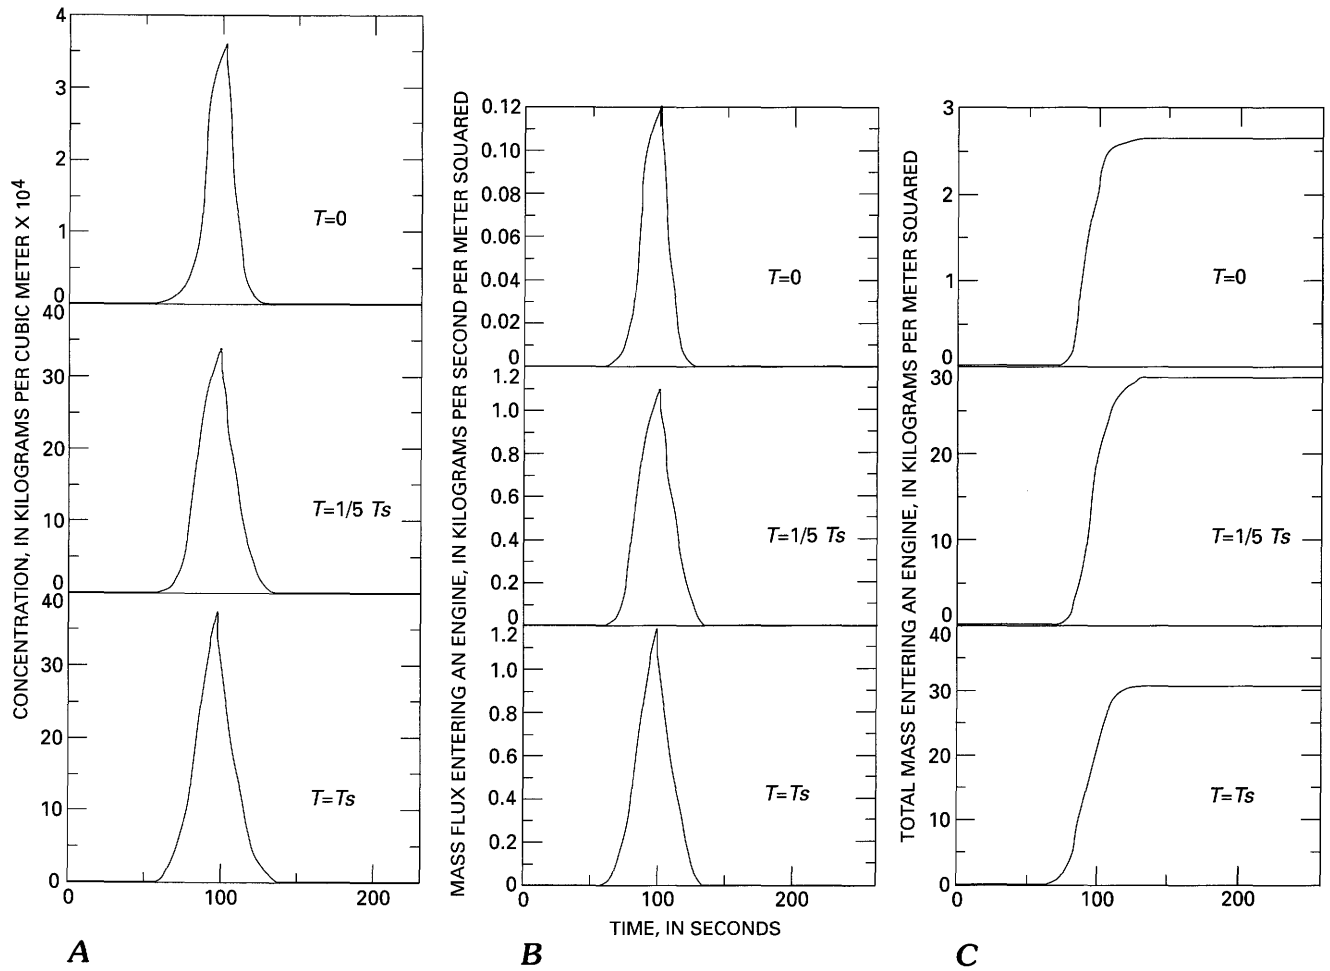 CONCENTRATION, IN KILOGRAMS PER CUBIC METER X 10⁴
4
3
2
1
0
T=0
40
30
20
10
0
T=1/5 Ts
40
30
20
10
0
T=Ts
0 100 200
A
MASS FLUX ENTERING AN ENGINE, IN KILOGRAMS PER SECOND PER METER SQUARED
0.12
0.10
0.08
0.06
0.04
0.02
0
T=0
1.2
1.0
0.8
0.6
0.4
0.2
0
T=1/5 Ts
1.2
1.0
0.8
0.6
0.4
0.2
0
T=Ts
0 100 200
TIME, IN SECONDS
B
TOTAL MASS ENTERING AN ENGINE, IN KILOGRAMS PER METER SQUARED
3
2
1
0
T=0
30
20
10
0
T=1/5 Ts
40
30
20
10
0
T=Ts
0 100 200
C